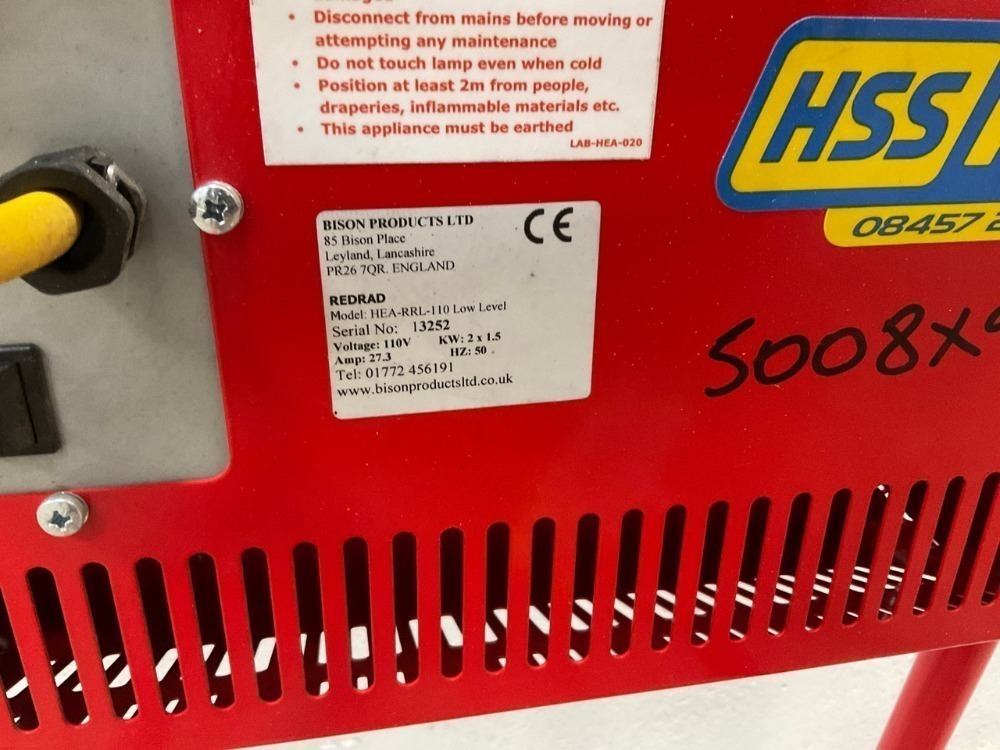 • Disconnect from mains before moving or
attempting any maintenance
• Do not touch lamp even when cold
• Position at least 2m from people,
draperies, inflammable materials etc.
• This appliance must be earthed
LAB-HEA-020
HSS
08457
BISON PRODUCTS LTD
CE
85 Bison Place
Leyland, Lancashire
PR26 7QR. ENGLAND
REDRAD
Model: HEA-RRL-110 Low Level
Serial No: 13252
Voltage: 110V KW: 2 x 1.5
Amp: 27.3 HZ: 50
Tel: 01772 456191
www.bisonproductsltd.co.uk
5008X